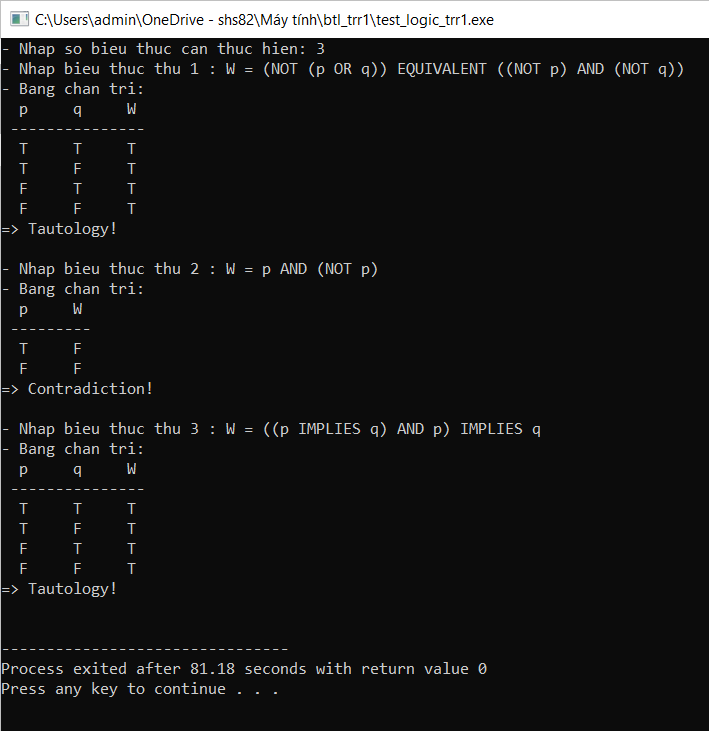 C:\Users\admin\OneDrive - shs82\Máy tính\btl_trr1\test_logic_trr1.exe
- Nhap so bieu thuc can thuc hien: 3
- Nhap bieu thuc thu 1 : W = (NOT (p OR q)) EQUIVALENT ((NOT p) AND (NOT q))
- Bang chan tri:
  p     q     W
 ---------------
  T     T     T
  T     F     T
  F     T     T
  F     F     T
=> Tautology!

- Nhap bieu thuc thu 2 : W = p AND (NOT p)
- Bang chan tri:
  p     W
 ---------
  T     F
  F     F
=> Contradiction!

- Nhap bieu thuc thu 3 : W = ((p IMPLIES q) AND p) IMPLIES q
- Bang chan tri:
  p     q     W
 ---------------
  T     T     T
  T     F     T
  F     T     T
  F     F     T
=> Tautology!


--------------------------------
Process exited after 81.18 seconds with return value 0
Press any key to continue . . .